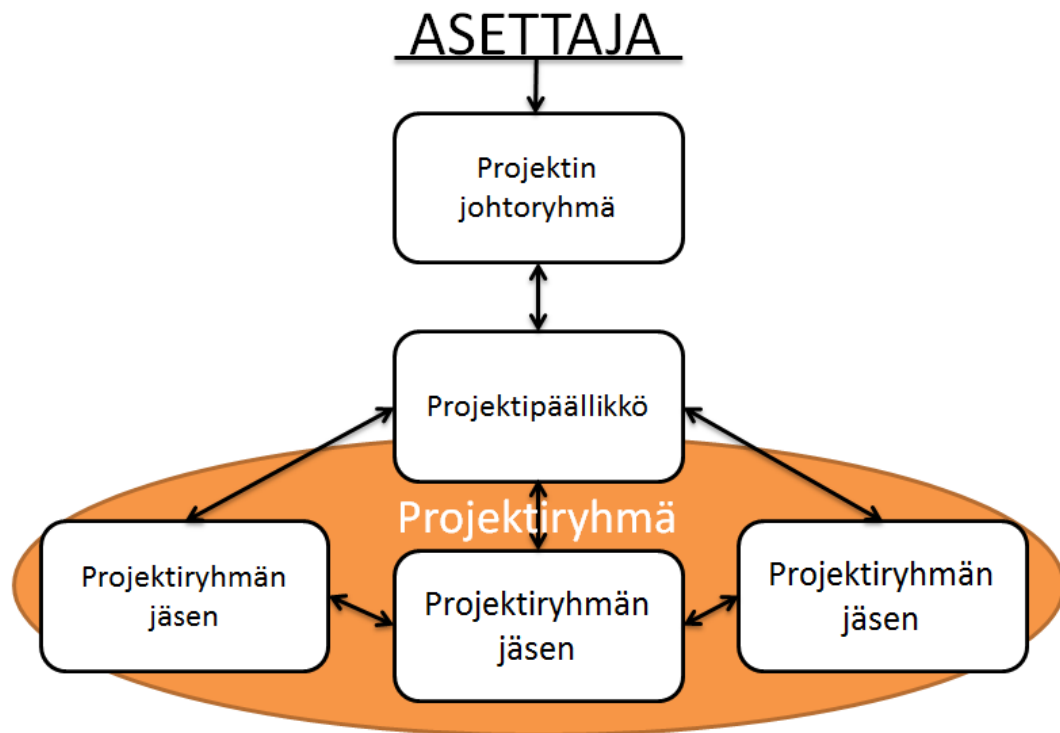 ASETTAJA
Projektin
johtoryhmä
Projektipäällikkö
Projektiryhmä
Projektiryhmän
jäsen
Projektiryhmän
jäsen
Projektiryhmän
jäsen